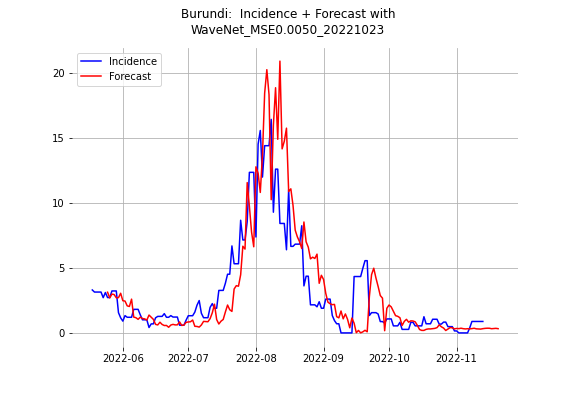 Burundi:  Incidence + Forecast with
WaveNet_MSE0.0050_20221023
Incidence
Forecast
20
15
10
5
0
2022-06
2022-07
2022-08
2022-09
2022-10
2022-11